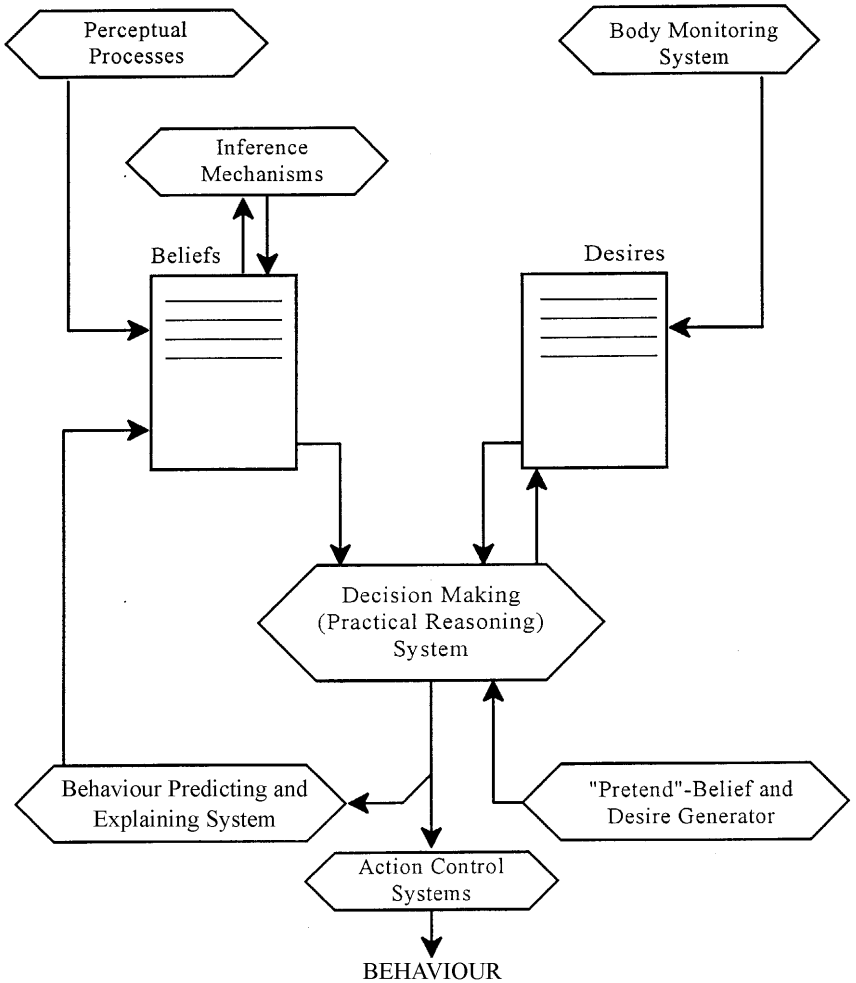 Perceptual
Processes
Body Monitoring
System
Inference
Mechanisms
Beliefs
Desires
Decision Making
(Practical Reasoning)
System
Behaviour Predicting and
Explaining System
"Pretend"-Belief and
Desire Generator
Action Control
Systems
BEHAVIOUR